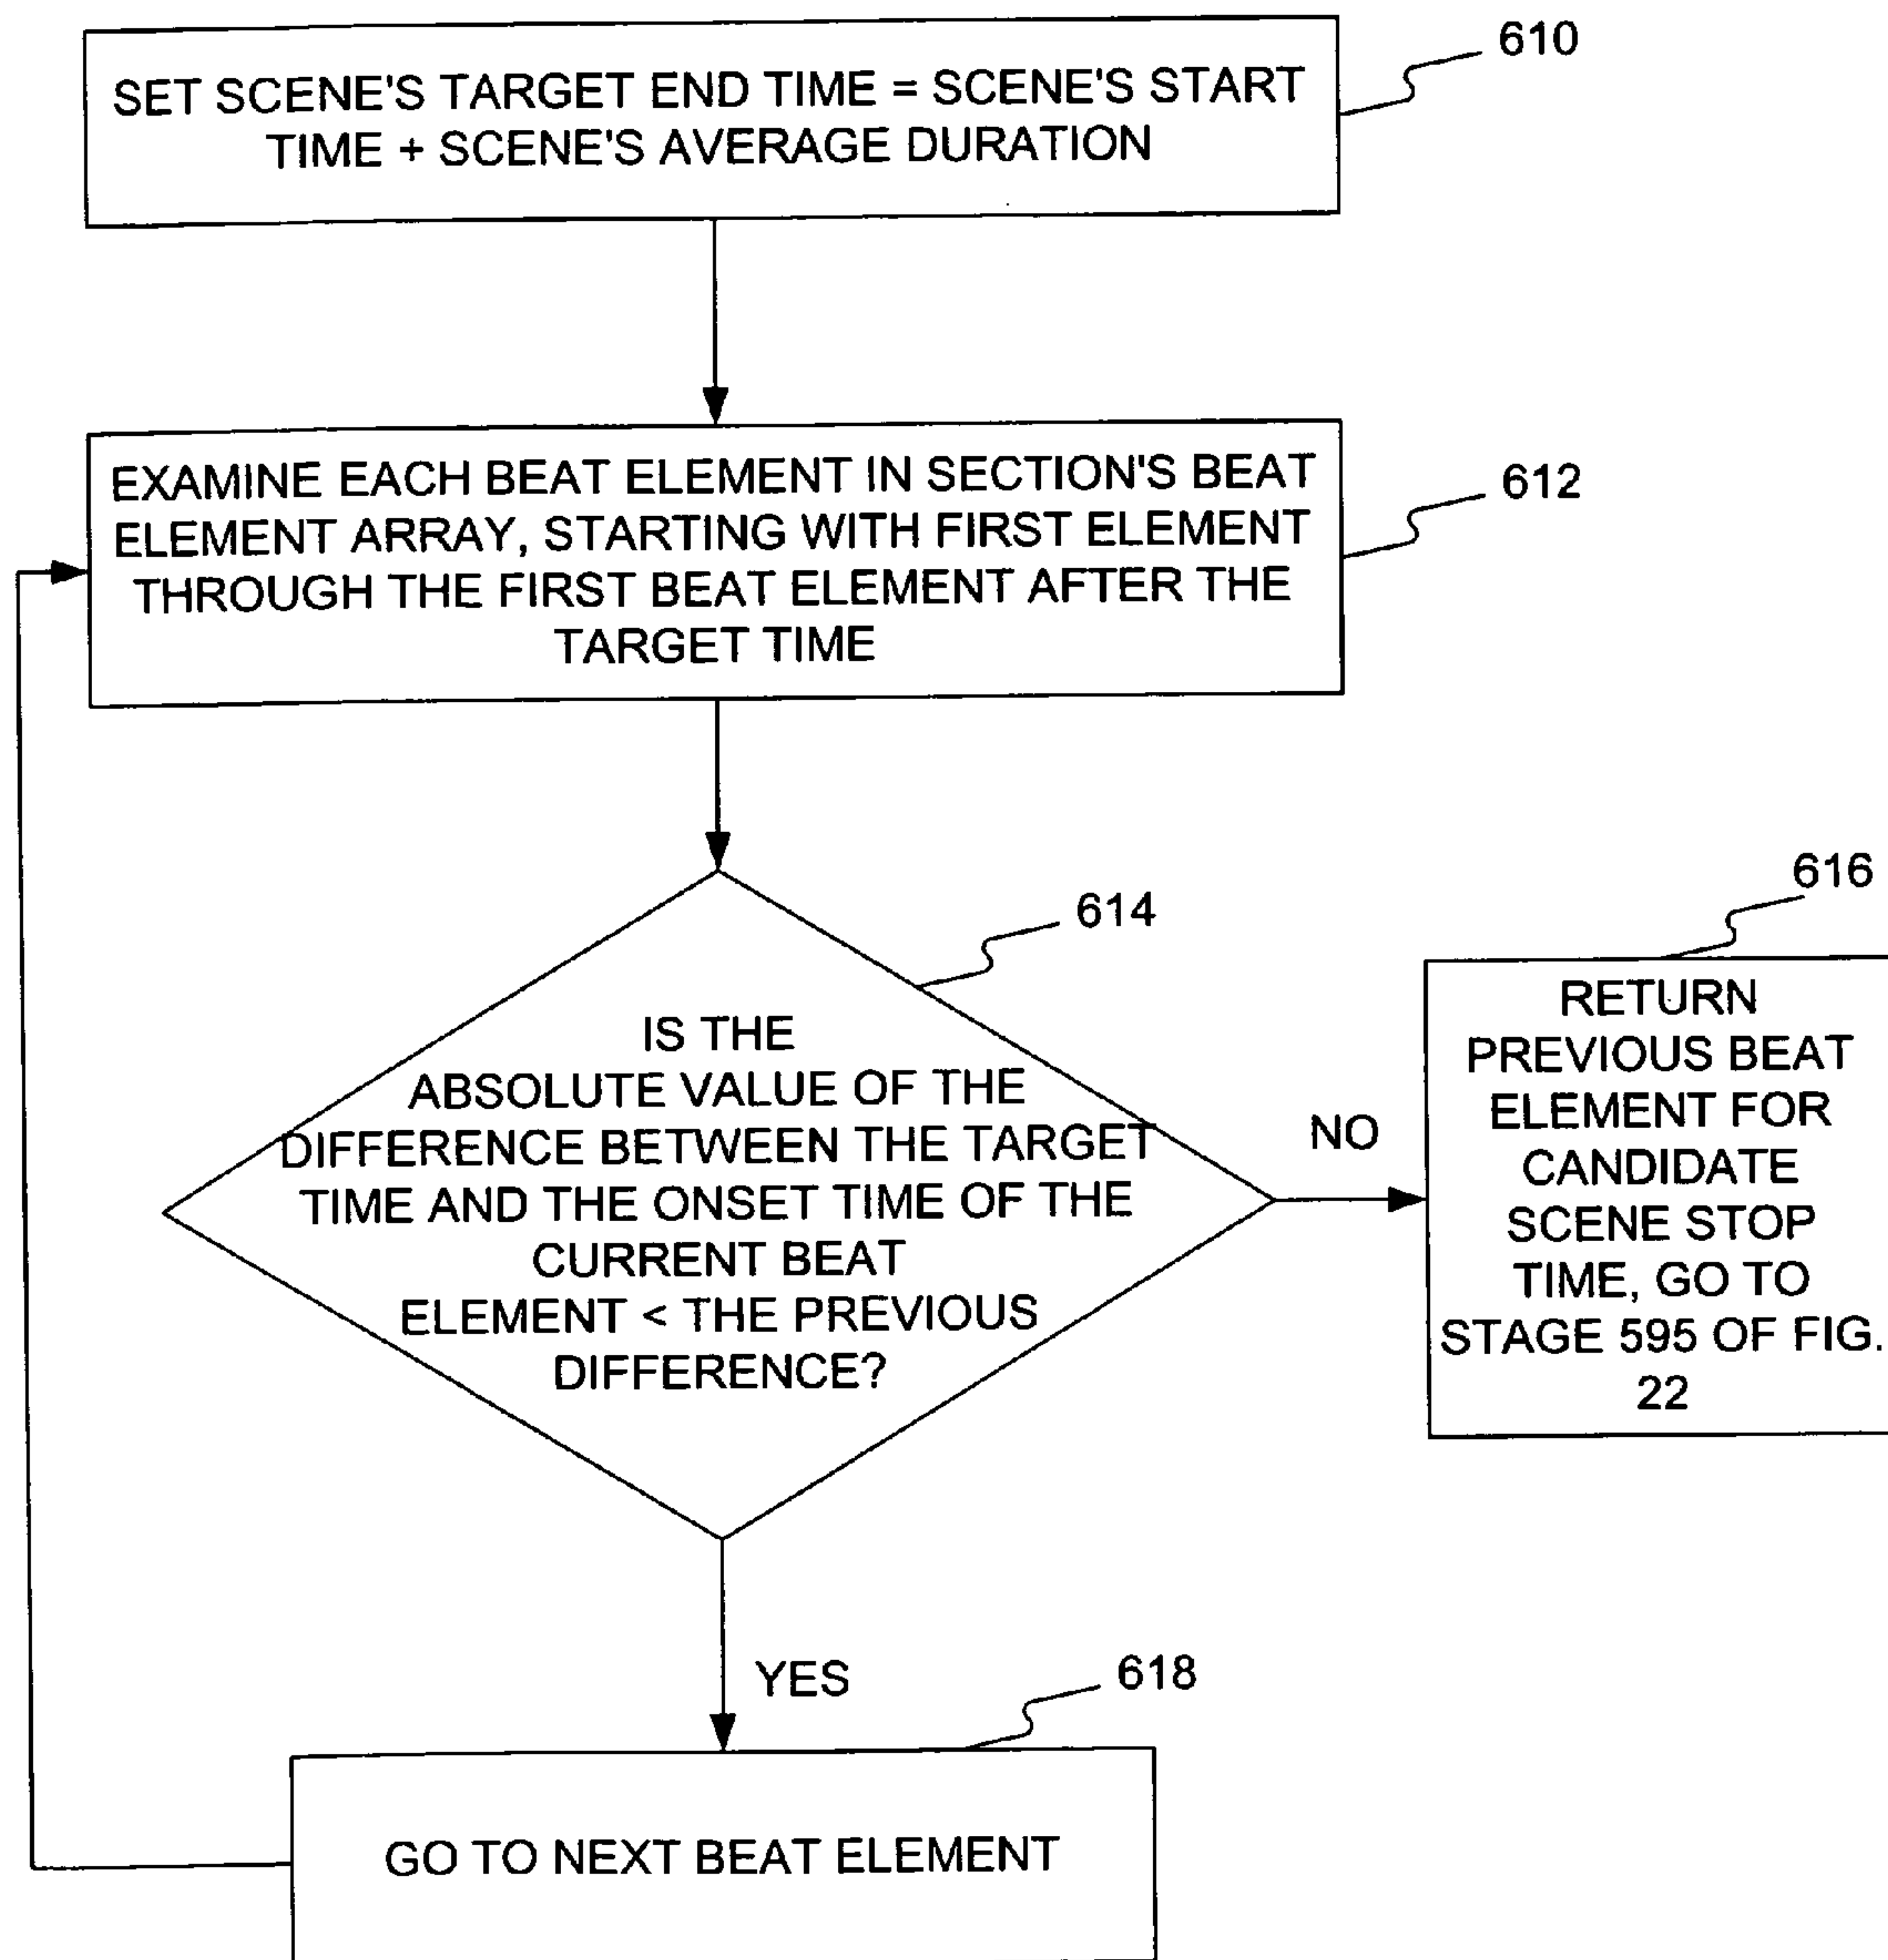 SET SCENE'S TARGET END TIME = SCENE'S START
TIME + SCENE'S AVERAGE DURATION
610
EXAMINE EACH BEAT ELEMENT IN SECTION'S BEAT
ELEMENT ARRAY, STARTING WITH FIRST ELEMENT
THROUGH THE FIRST BEAT ELEMENT AFTER THE
TARGET TIME
612
IS THE
ABSOLUTE VALUE OF THE
DIFFERENCE BETWEEN THE TARGET
TIME AND THE ONSET TIME OF THE
CURRENT BEAT
ELEMENT < THE PREVIOUS
DIFFERENCE?
614
NO
616
RETURN
PREVIOUS BEAT
ELEMENT FOR
CANDIDATE
SCENE STOP
TIME, GO TO
STAGE 595 OF FIG.
22
YES
618
GO TO NEXT BEAT ELEMENT